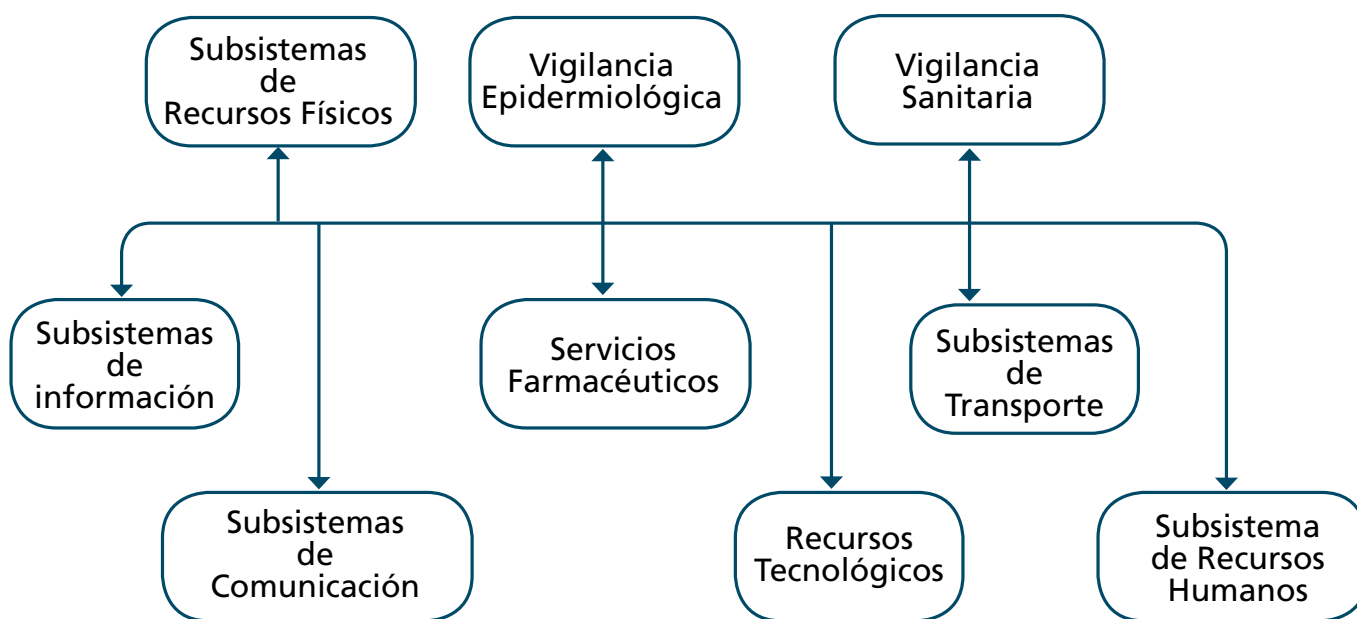 Subsistemas
de
Recursos Físicos
Vigilancia
Epidermiológica
Vigilancia
Sanitaria
Subsistemas
de
información
Servicios
Farmacéuticos
Subsistemas
de
Transporte
Subsistemas
de
Comunicación
Recursos
Tecnológicos
Subsistema
de Recursos
Humanos